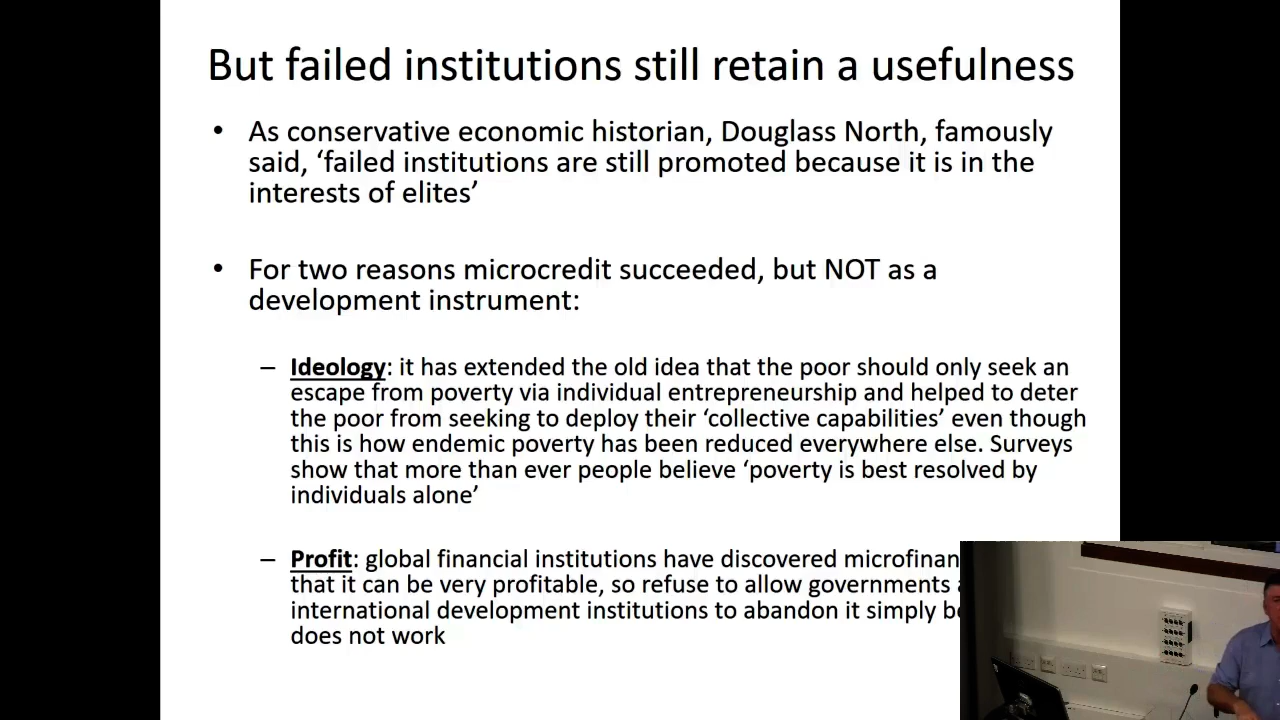 But failed institutions still retain a usefulness
• As conservative economic historian, Douglass North, famously
said, ‘failed institutions are still promoted because it is in the
interests of elites’
• For two reasons microcredit succeeded, but NOT as a
development instrument:
– Ideology: it has extended the old idea that the poor should only seek an
escape from poverty via individual entrepreneurship and helped to deter
the poor from seeking to deploy their ‘collective capabilities’ even though
this is how endemic poverty has been reduced everywhere else. Surveys
show that more than ever people believe ‘poverty is best resolved by
individuals alone’
– Profit: global financial institutions have discovered
that it can be very profitable, so refuse to allow governments
international development institutions to abandon it simply
does not work